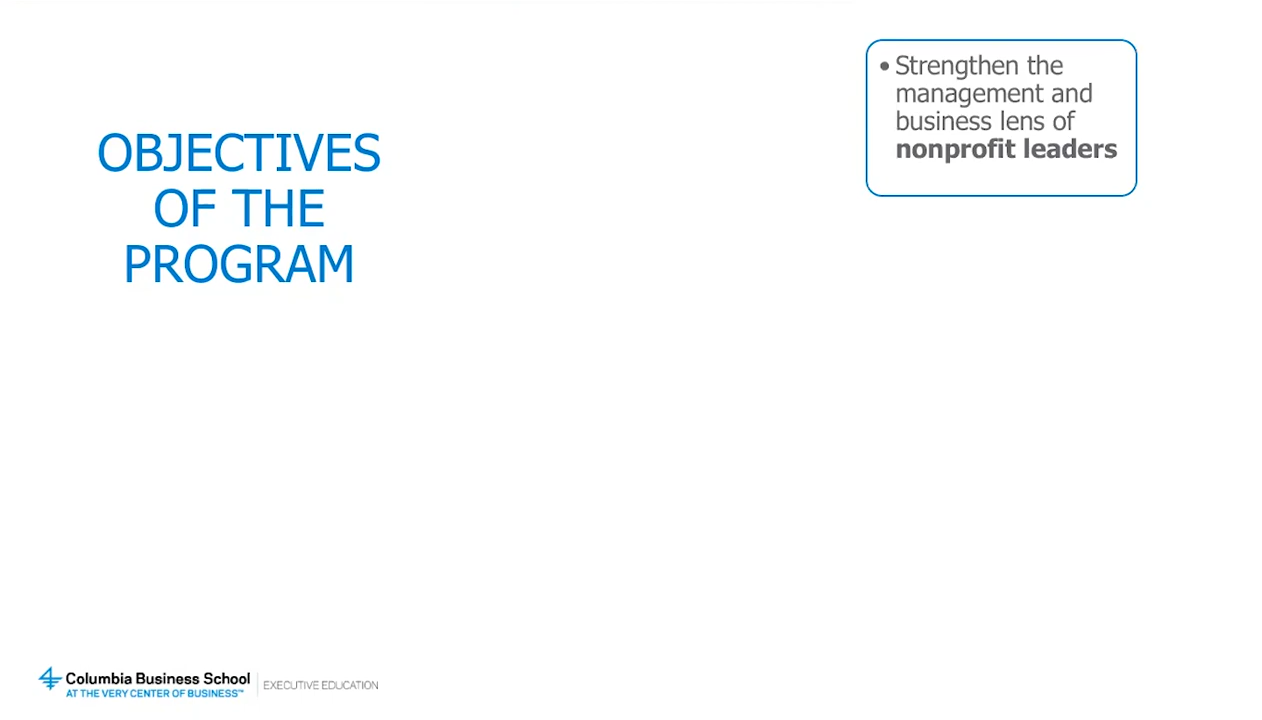 OBJECTIVES
OF THE
PROGRAM
• Strengthen the
management and
business lens of
nonprofit leaders
Columbia Business School
AT THE VERY CENTER OF BUSINESS™
EXECUTIVE EDUCATION